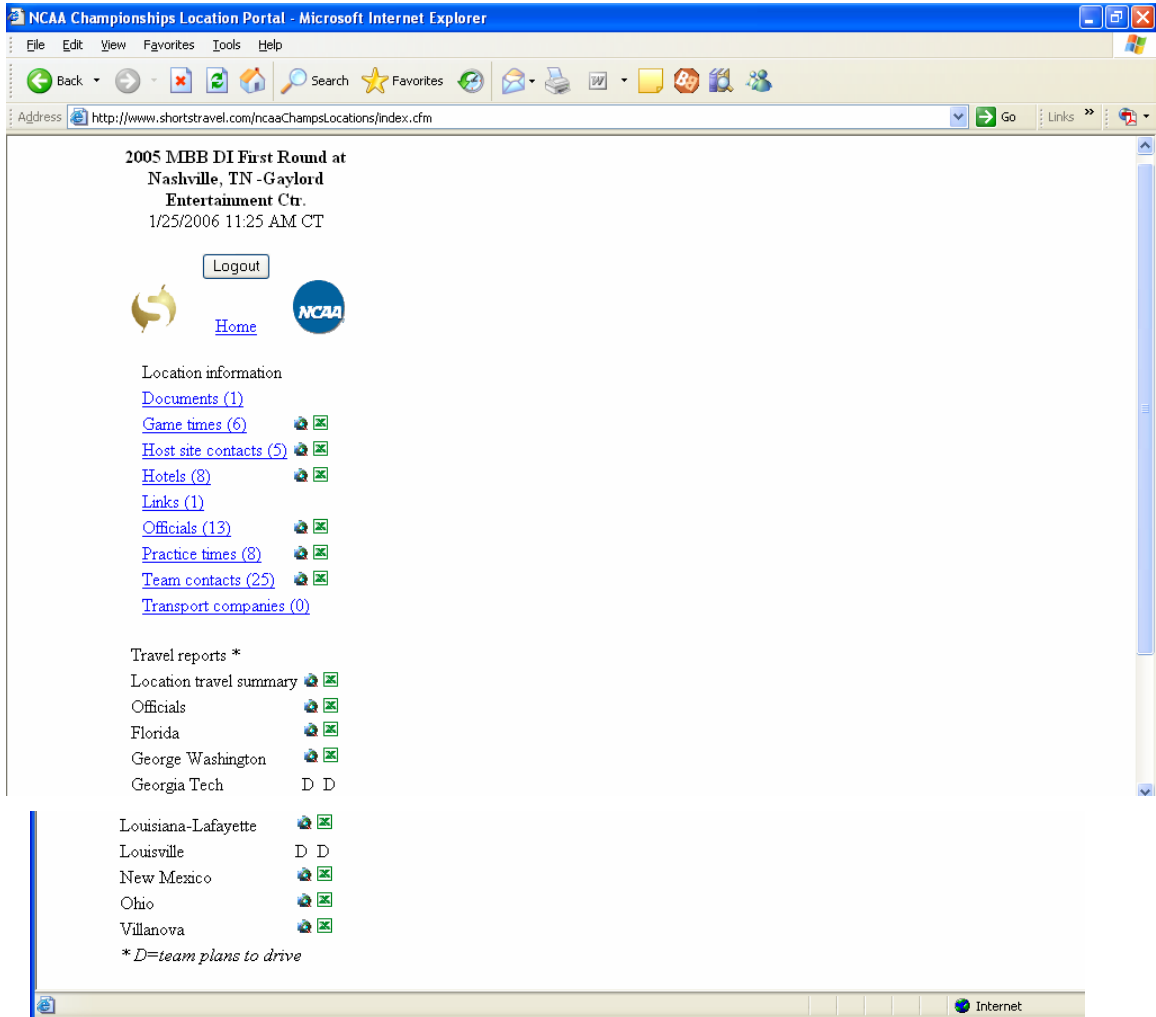 NCAA Championships Location Portal - Microsoft Internet Explorer
File Edit View Favorites Tools Help
Back Search Favorites
Address http://www.shortstravel.com/ncaaChampsLocations/index.cfm Go Links »
2005 MBB DI First Round at
Nashville, TN -Gaylord
Entertainment Ctr.
1/25/2006 11:25 AM CT
Logout
NCAA
Home
Location information
Documents (1)
Game times (6)
Host site contacts (5)
Hotels (8)
Links (1)
Officials (13)
Practice times (8)
Team contacts (25)
Transport companies (0)
Travel reports *
Location travel summary
Officials
Florida
George Washington
Georgia Tech D D
Louisiana-Lafayette
Louisville D D
New Mexico
Ohio
Villanova
* D=team plans to drive
Internet